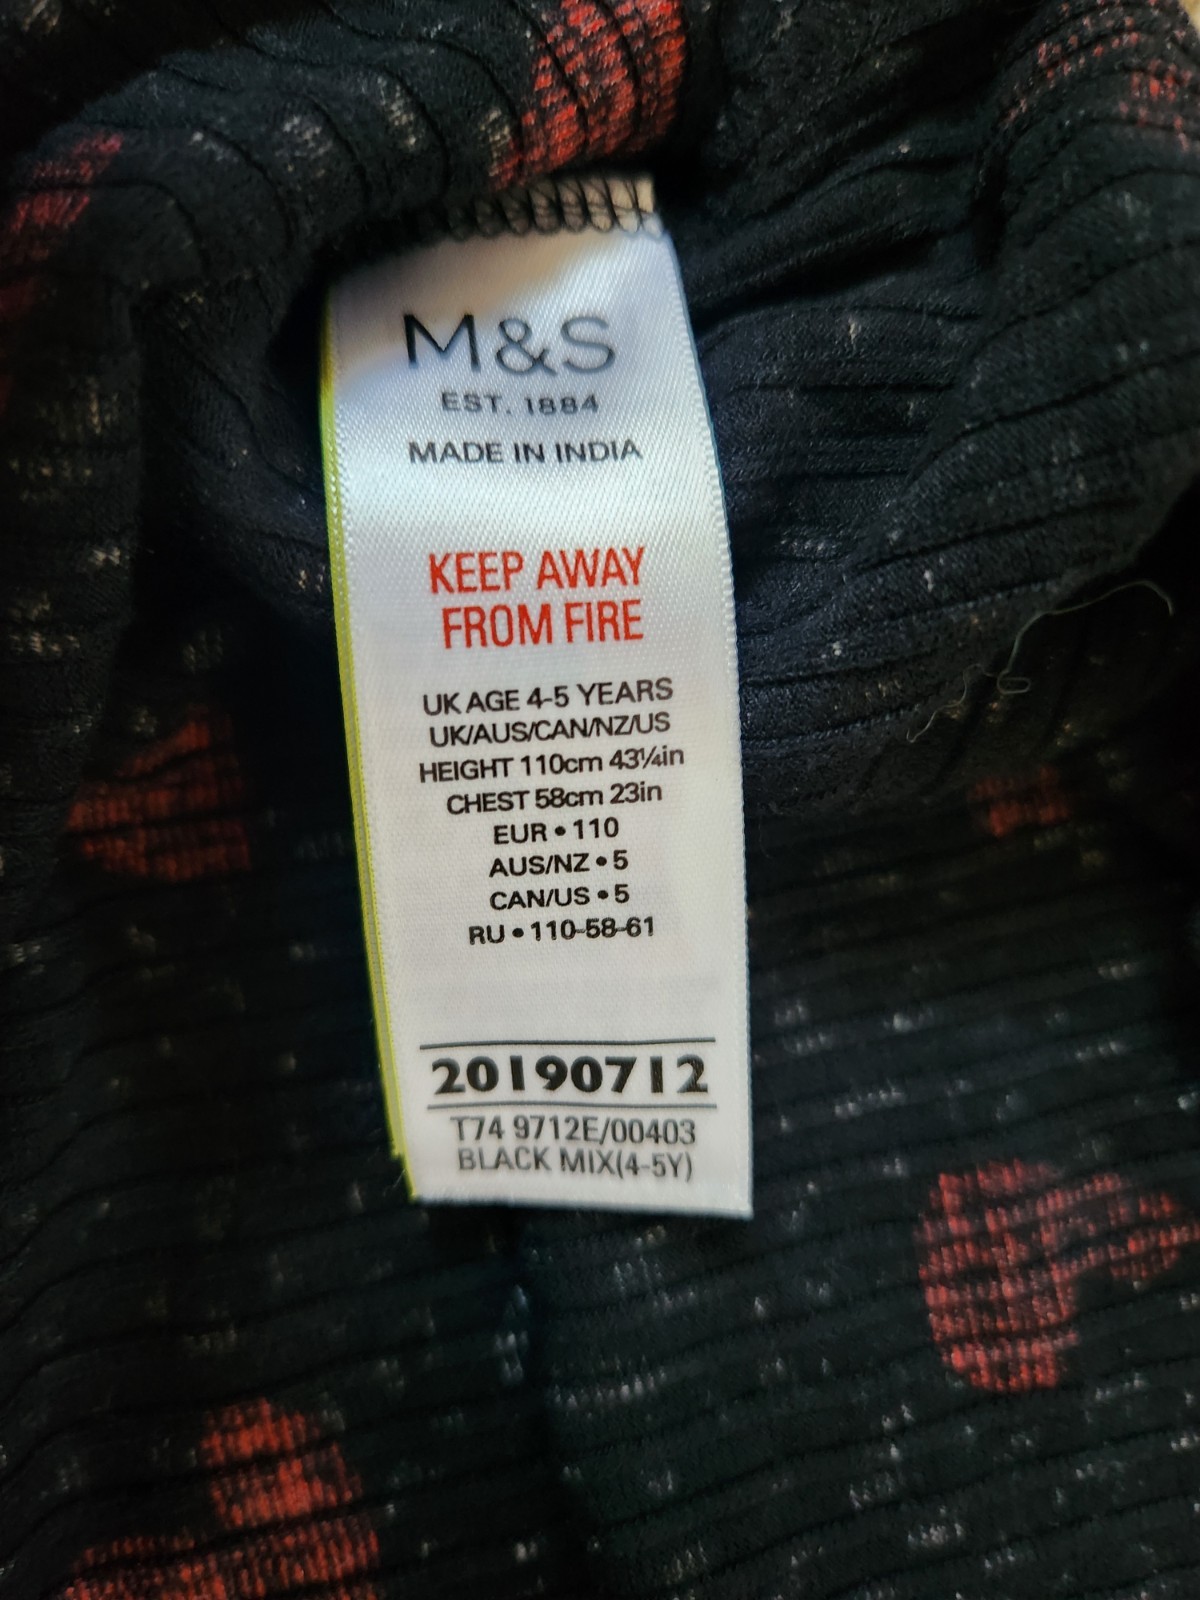 M&S
EST. 1884
MADE IN INDIA
KEEP AWAY
FROM FIRE
UK AGE 4-5 YEARS
UK/AUS/CAN/NZ/US
HEIGHT 110cm 43¼in
CHEST 58cm 23in
EUR • 110
AUS/NZ • 5
CAN/US • 5
RU • 110-58-61
20190712
T74 9712E/00403
BLACK MIX(4-5Y)